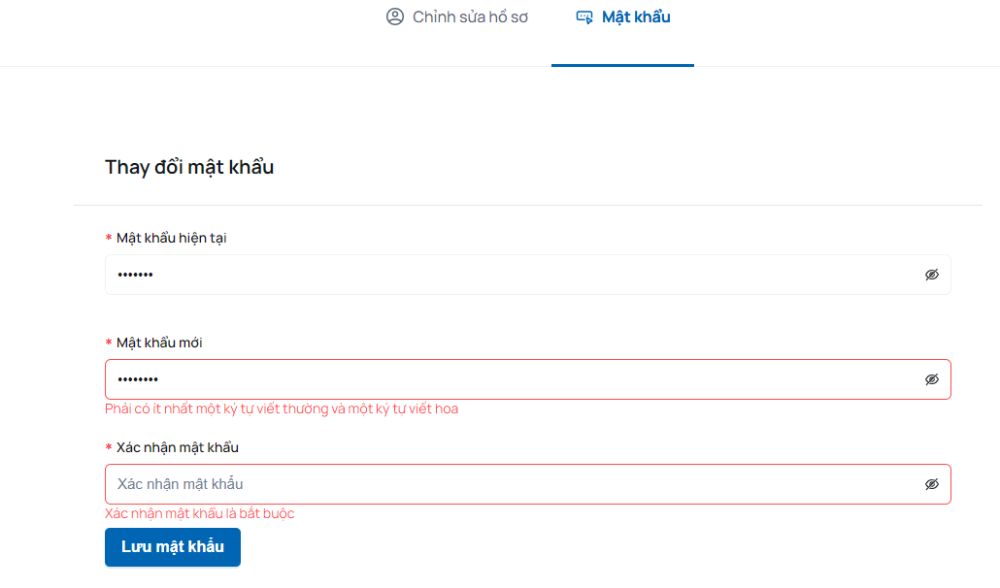 Chỉnh sửa hồ sơ Mật khẩu
Thay đổi mật khẩu
* Mật khẩu hiện tại
•••••••
* Mật khẩu mới
••••••••
Phải có ít nhất một ký tự viết thường và một ký tự viết hoa
* Xác nhận mật khẩu
Xác nhận mật khẩu
Xác nhận mật khẩu là bắt buộc
Lưu mật khẩu